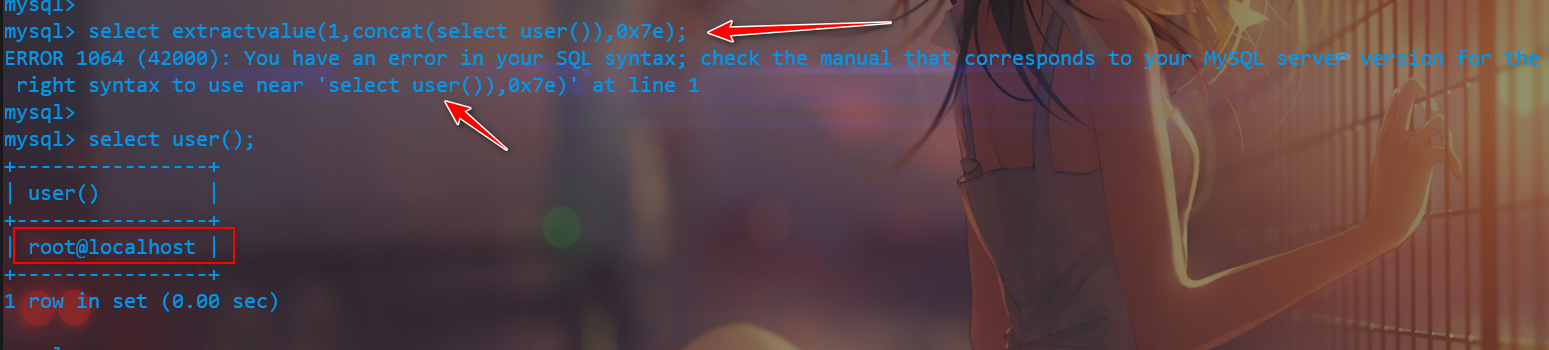 mysql>
mysql> select extractvalue(1,concat(select user()),0x7e);
ERROR 1064 (42000): You have an error in your SQL syntax; check the manual that corresponds to your MySQL server version for the
right syntax to use near 'select user()),0x7e)' at line 1
mysql>
mysql> select user();
+----------------+
| user()         |
+----------------+
| root@localhost |
+----------------+
1 row in set (0.00 sec)